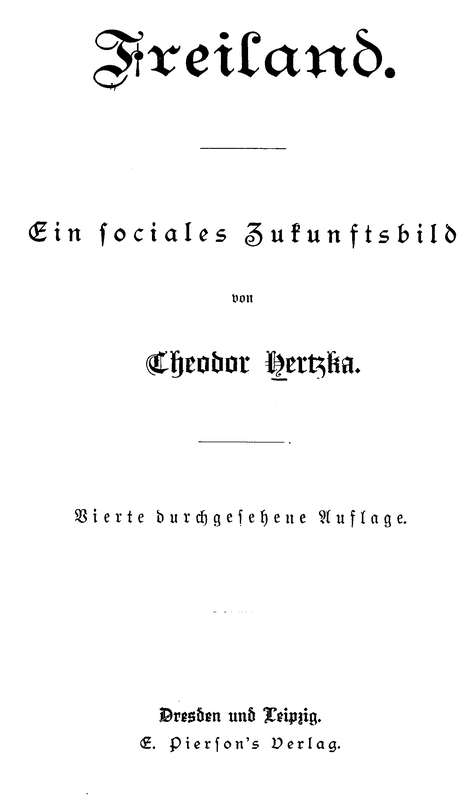 Freiland.
Ein sociales Zukunftsbild
von
Theodor Hertzka.
Vierte durchgesehene Auflage.
Dresden und Leipzig.
E. Pierson's Verlag.